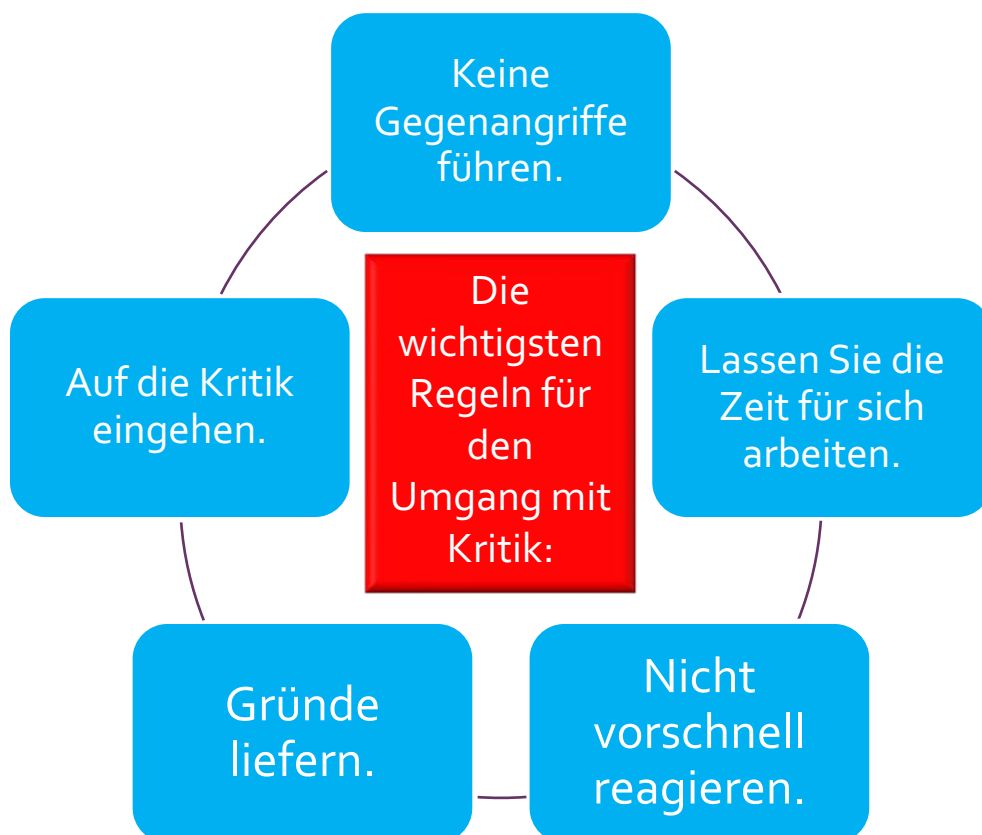 Keine
Gegenangriffe
führen.
Die
wichtigsten
Regeln für
den
Umgang mit
Kritik:
Lassen Sie die
Zeit für sich
arbeiten.
Nicht
vorschnell
reagieren.
Gründe
liefern.
Auf die Kritik
eingehen.